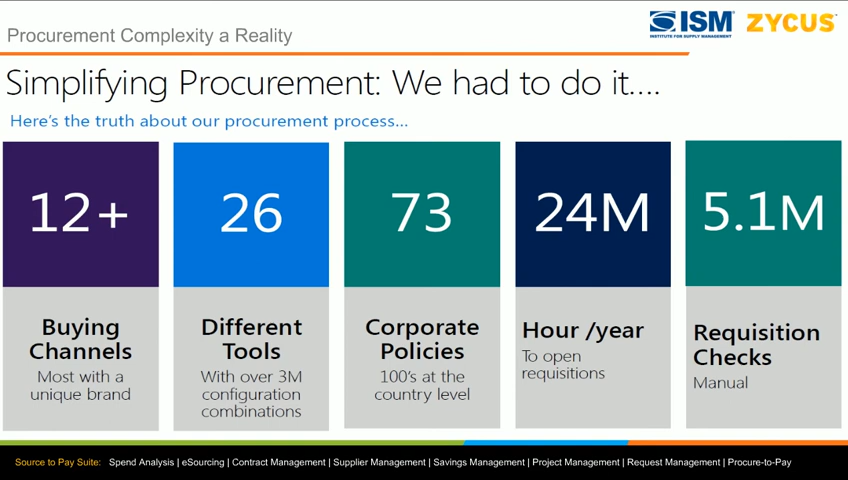 Procurement Complexity a Reality
ISM
INSTITUTE FOR SUPPLY MANAGEMENT
ZYCUS
Simplifying Procurement: We had to do it....
Here's the truth about our procurement process...
12+
Buying
Channels
Most with a
unique brand
26
Different
Tools
With over 3M
configuration
combinations
73
Corporate
Policies
100's at the
country level
24M
Hour /year
To open
requisitions
5.1M
Requisition
Checks
Manual
Source to Pay Suite: Spend Analysis | eSourcing | Contract Management | Supplier Management | Savings Management | Project Management | Request Management | Procure-to-Pay